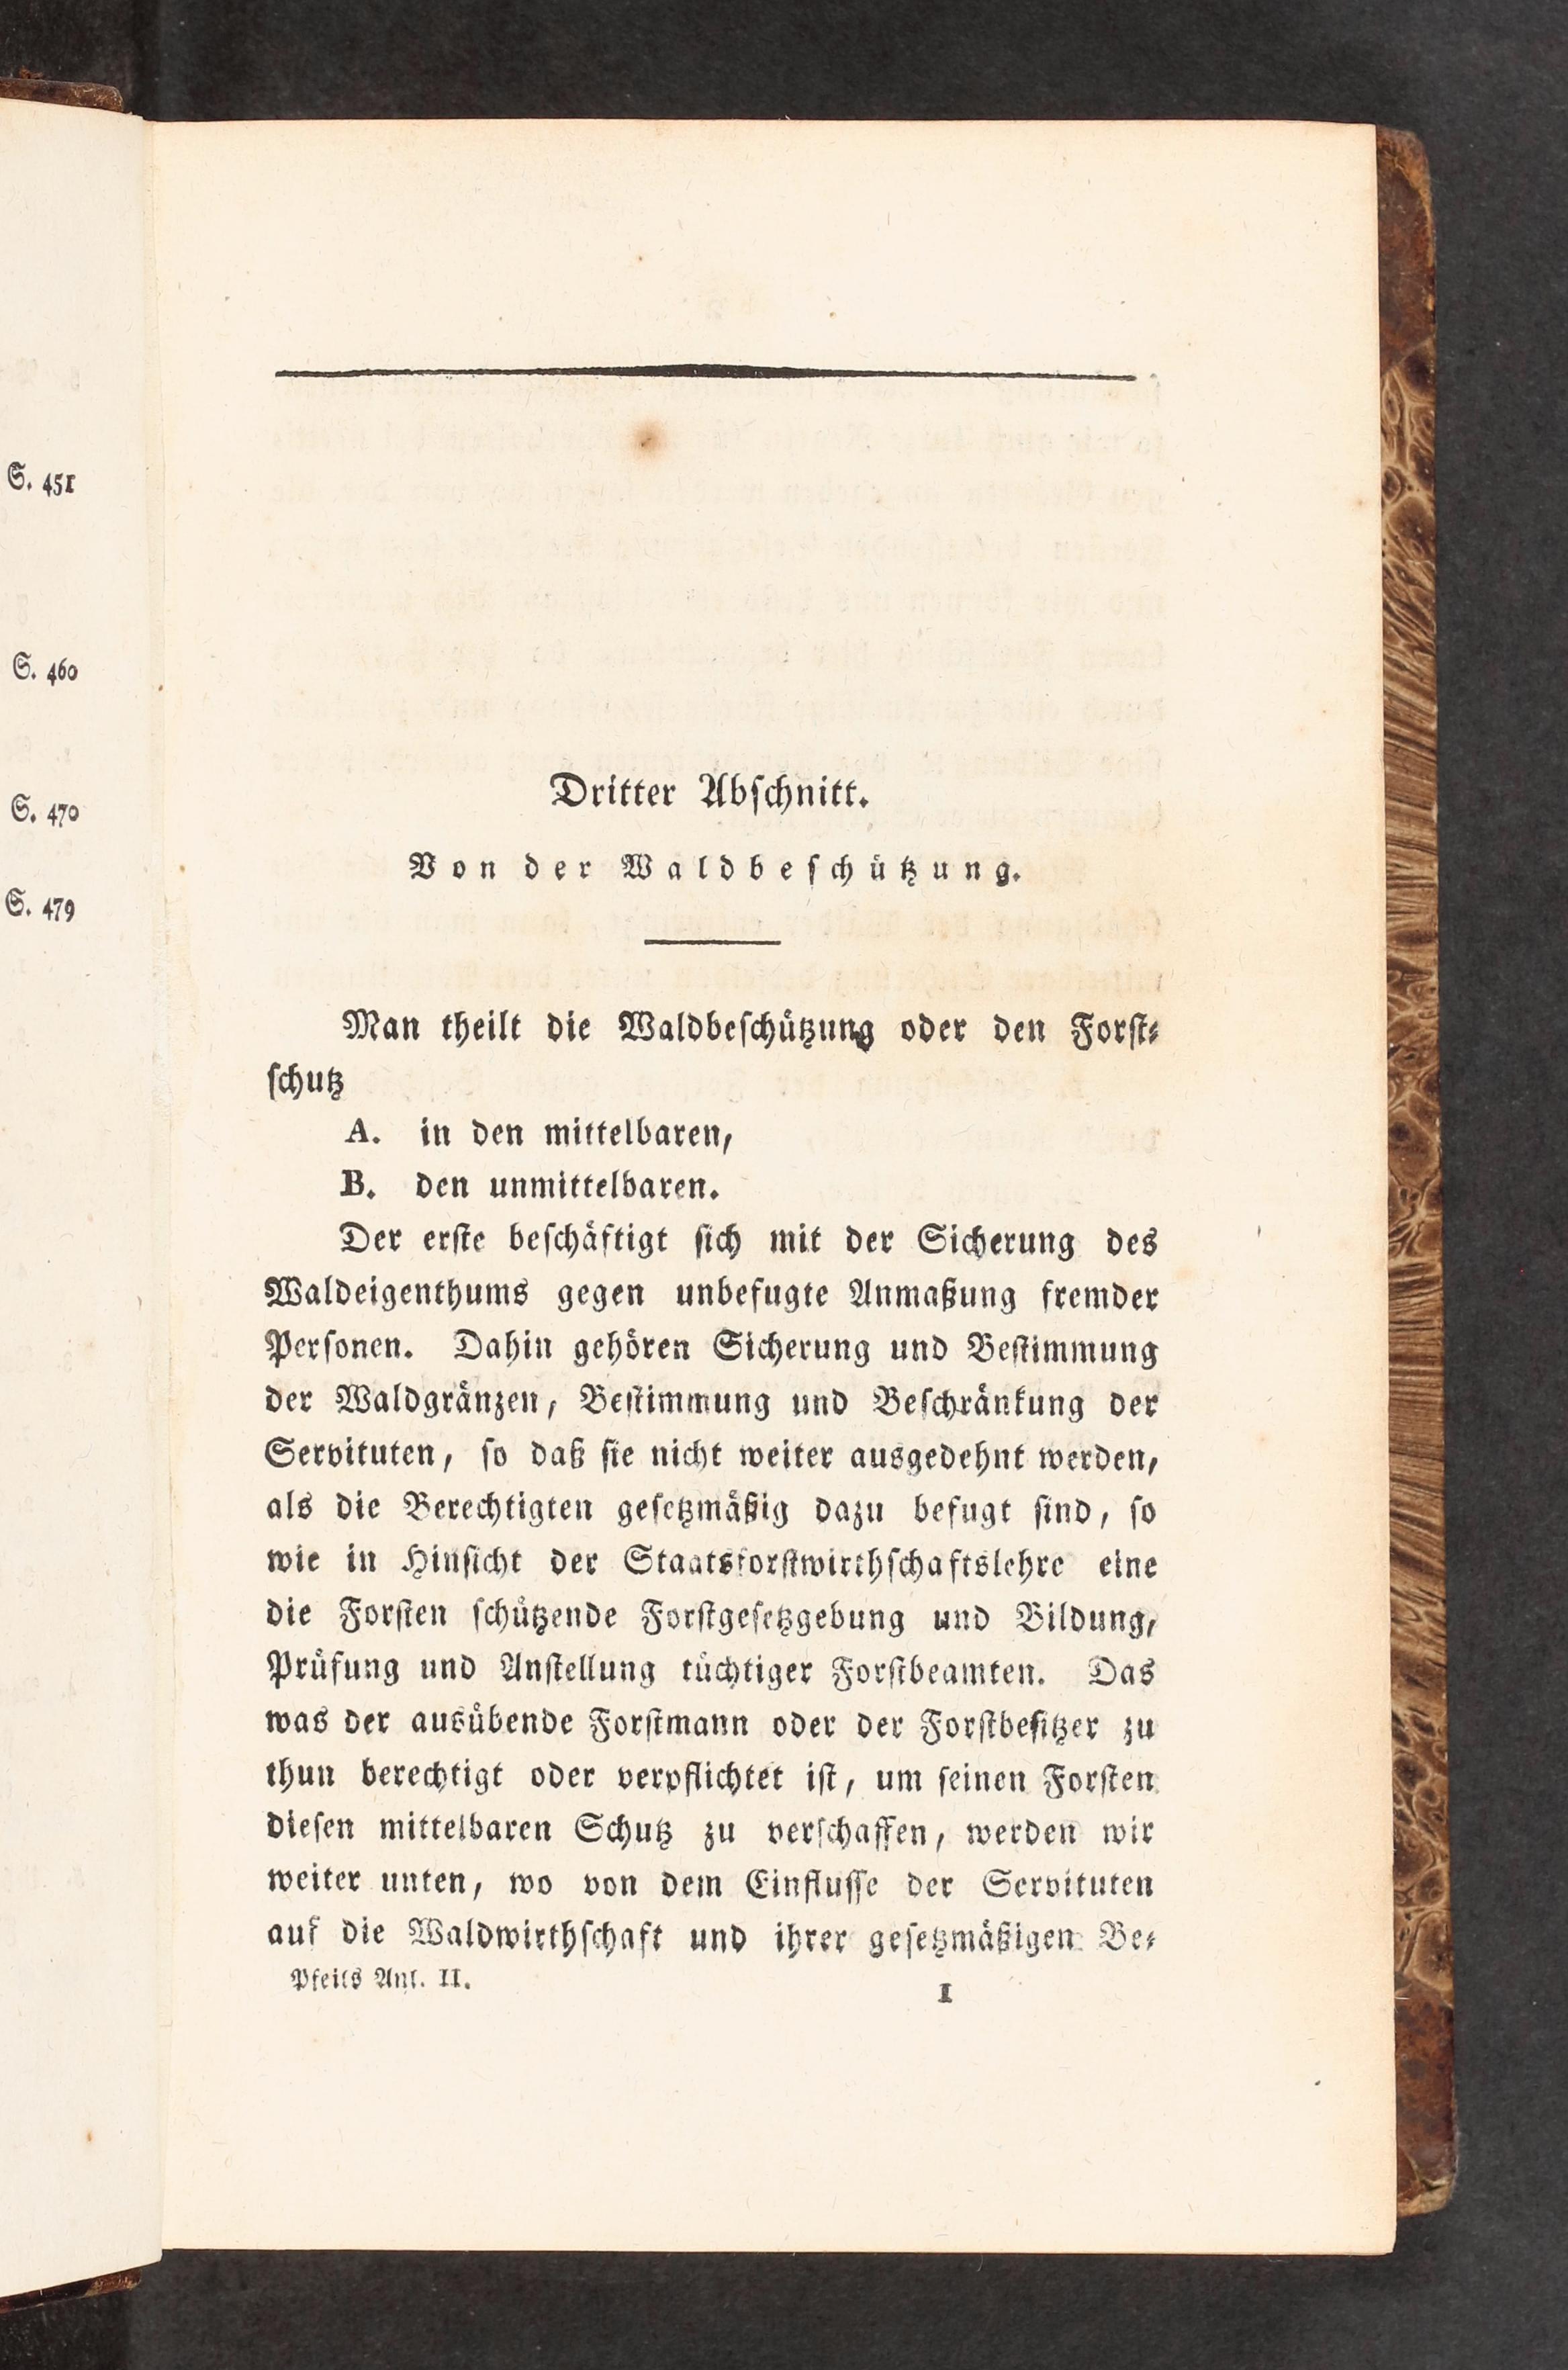 S. 451
S. 460
S. 470
S. 479
Dritter Abſchnitt.
Von der Waldbeſchützung.
Man theilt die Waldbeſchützung oder den Forſt⸗
ſchutz
A. in den mittelbaren,
B. den unmittelbaren.
Der erſte beſchäftigt ſich mit der Sicherung des
Waldeigenthums gegen unbefugte Anmaßung fremder
Perſonen. Dahin gehören Sicherung und Beſtimmung
der Waldgränzen, Beſtimmung und Beſchränkung der
Servituten, ſo daß ſie nicht weiter ausgedehnt werden,
als die Berechtigten geſetzmäßig dazu befugt ſind, ſo
wie in Hinſicht der Staatsforſtwirthſchaftslehre eine
die Forſten ſchützende Forſtgeſetzgebung und Bildung,
Prüfung und Anſtellung tüchtiger Forſtbeamten. Das
was der ausübende Forſtmann oder der Forſtbeſitzer zu
thun berechtigt oder verpflichtet iſt, um ſeinen Forſten
dieſen mittelbaren Schutz zu verſchaffen, werden wir
weiter unten, wo von dem Einfluſſe der Servituten
auf die Waldwirthſchaft und ihrer geſetzmäßigen Be⸗
Pfeils Anl. II.
1